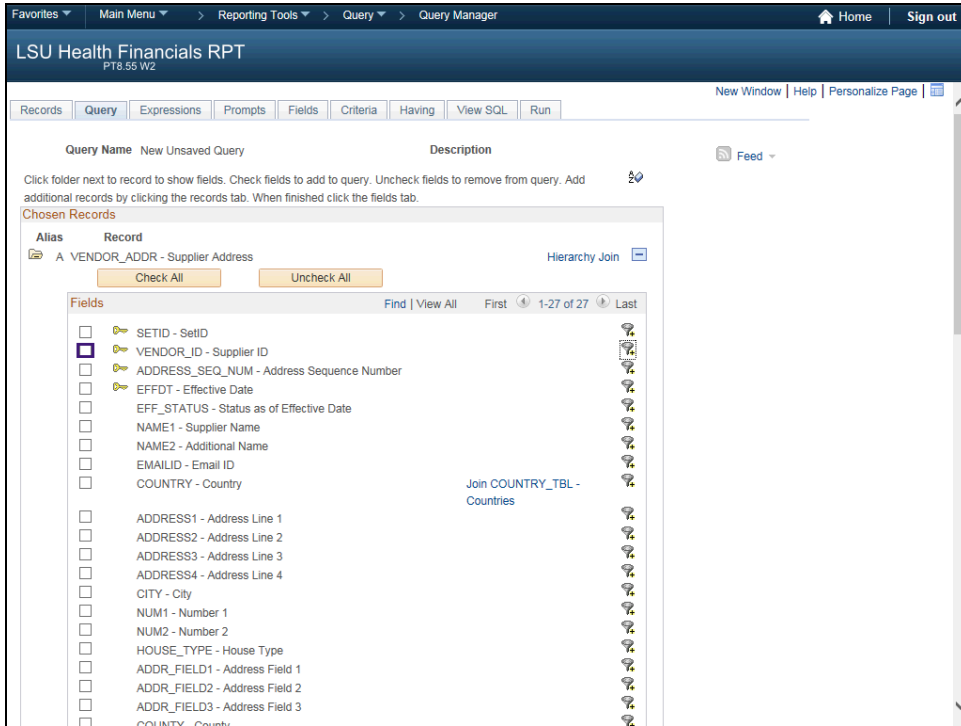 Favorites Main Menu > Reporting Tools > Query > Query Manager Home Sign out
LSU Health Financials RPT
PT8.55 W2
New Window | Help | Personalize Page |
Records Query Expressions Prompts Fields Criteria Having View SQL Run
Query Name New Unsaved Query Description Feed
Click folder next to record to show fields. Check fields to add to query. Uncheck fields to remove from query. Add
additional records by clicking the records tab. When finished click the fields tab.
Chosen Records
Alias Record
A VENDOR_ADDR - Supplier Address Hierarchy Join
Check All Uncheck All
Fields Find | View All First 1-27 of 27 Last
SETID - SetID
VENDOR_ID - Supplier ID
ADDRESS_SEQ_NUM - Address Sequence Number
EFFDT - Effective Date
EFF_STATUS - Status as of Effective Date
NAME1 - Supplier Name
NAME2 - Additional Name
EMAILID - Email ID
COUNTRY - Country Join COUNTRY_TBL -
Countries
ADDRESS1 - Address Line 1
ADDRESS2 - Address Line 2
ADDRESS3 - Address Line 3
ADDRESS4 - Address Line 4
CITY - City
NUM1 - Number 1
NUM2 - Number 2
HOUSE_TYPE - House Type
ADDR_FIELD1 - Address Field 1
ADDR_FIELD2 - Address Field 2
ADDR_FIELD3 - Address Field 3
COUNTY - County